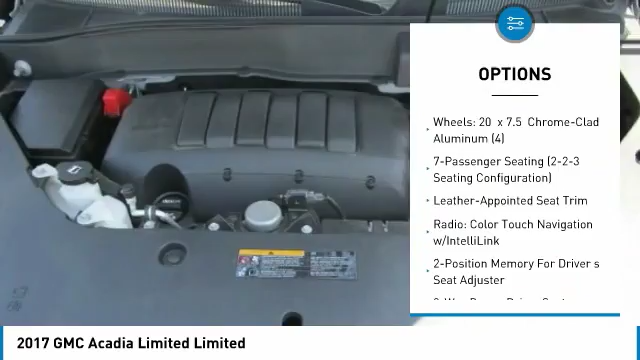 OPTIONS
Wheels: 20 x 7.5 Chrome-Clad
Aluminum (4)
7-Passenger Seating (2-2-3
Seating Configuration)
Leather-Appointed Seat Trim
Radio: Color Touch Navigation
w/IntelliLink
2-Position Memory For Driver s
Seat Adjuster
2017 GMC Acadia Limited Limited